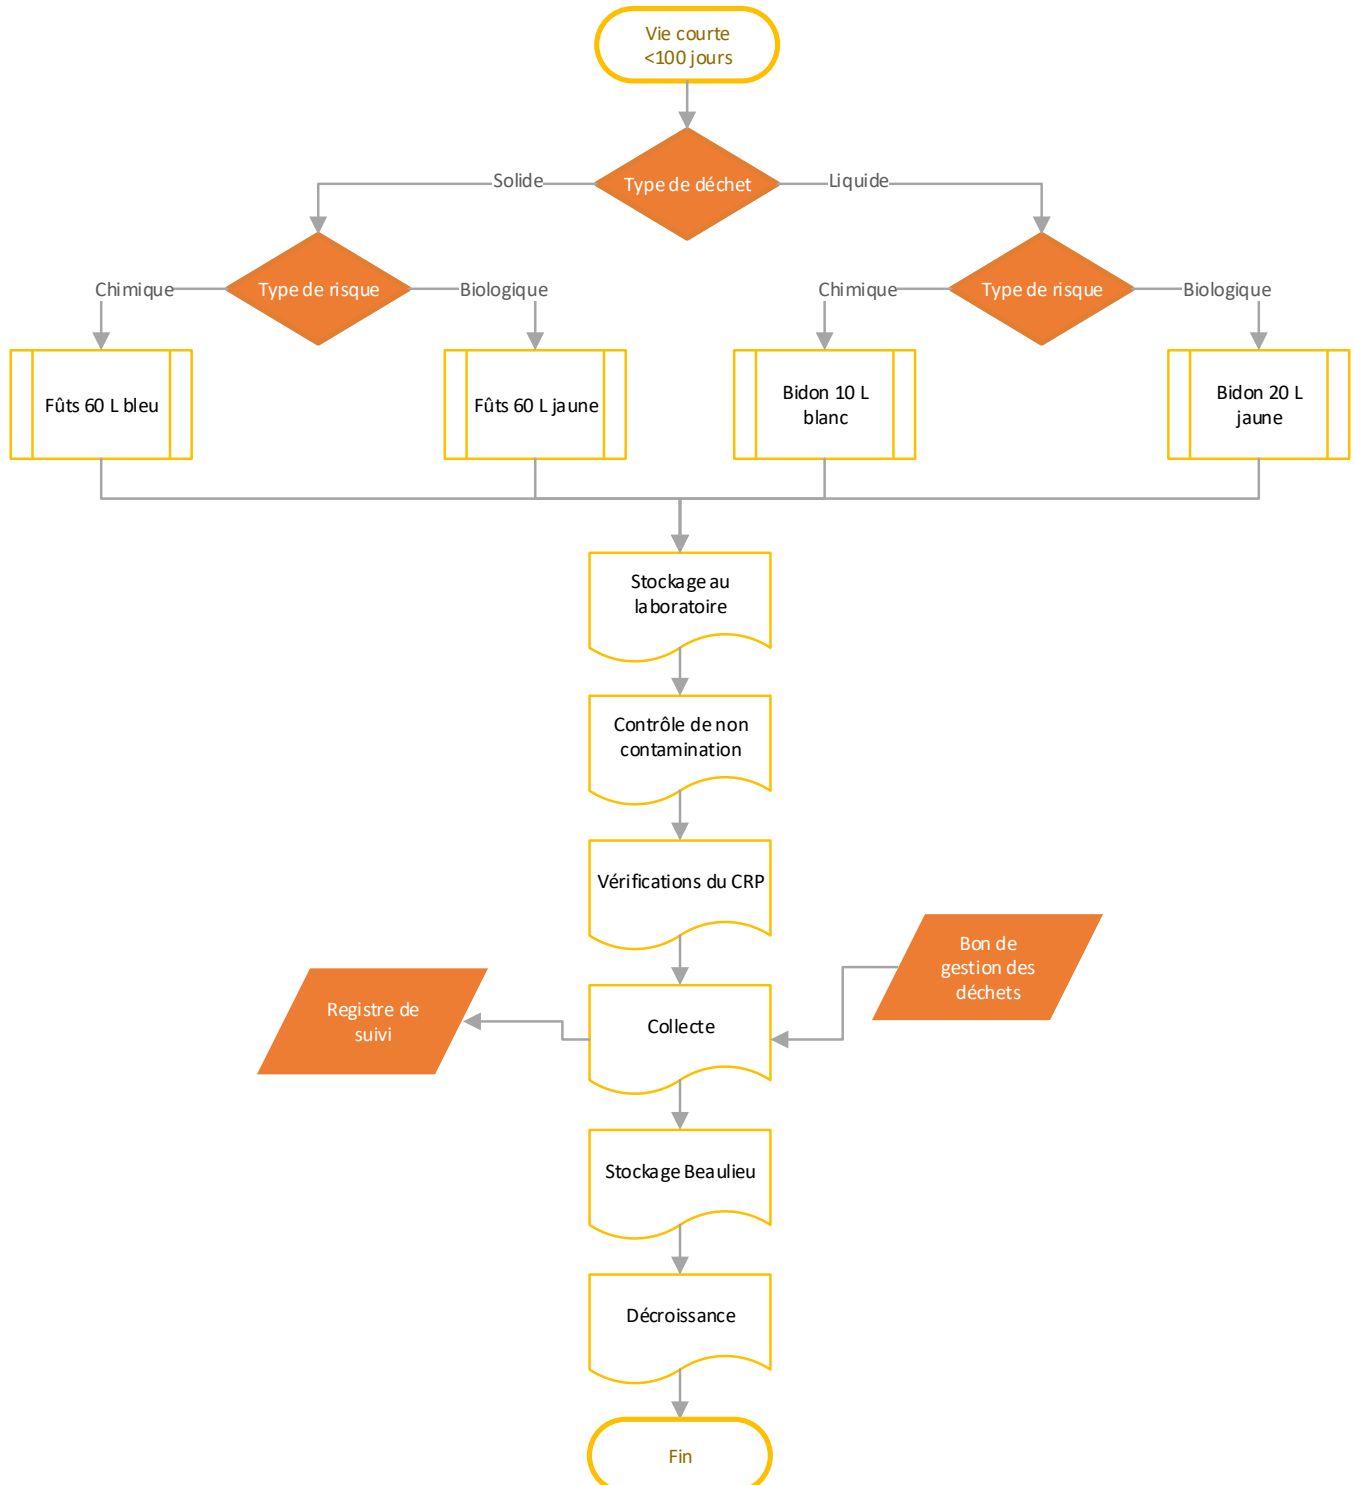 Vie courte
<100 jours
Type de déchet
Solide
Liquide
Type de risque
Chimique
Biologique
Type de risque
Chimique
Biologique
Fûts 60 L bleu
Fûts 60 L jaune
Bidon 10 L
blanc
Bidon 20 L
jaune
Stockage au
laboratoire
Contrôle de non
contamination
Vérifications du CRP
Bon de
gestion des
déchets
Registre de
suivi
Collecte
Stockage Beaulieu
Décroissance
Fin